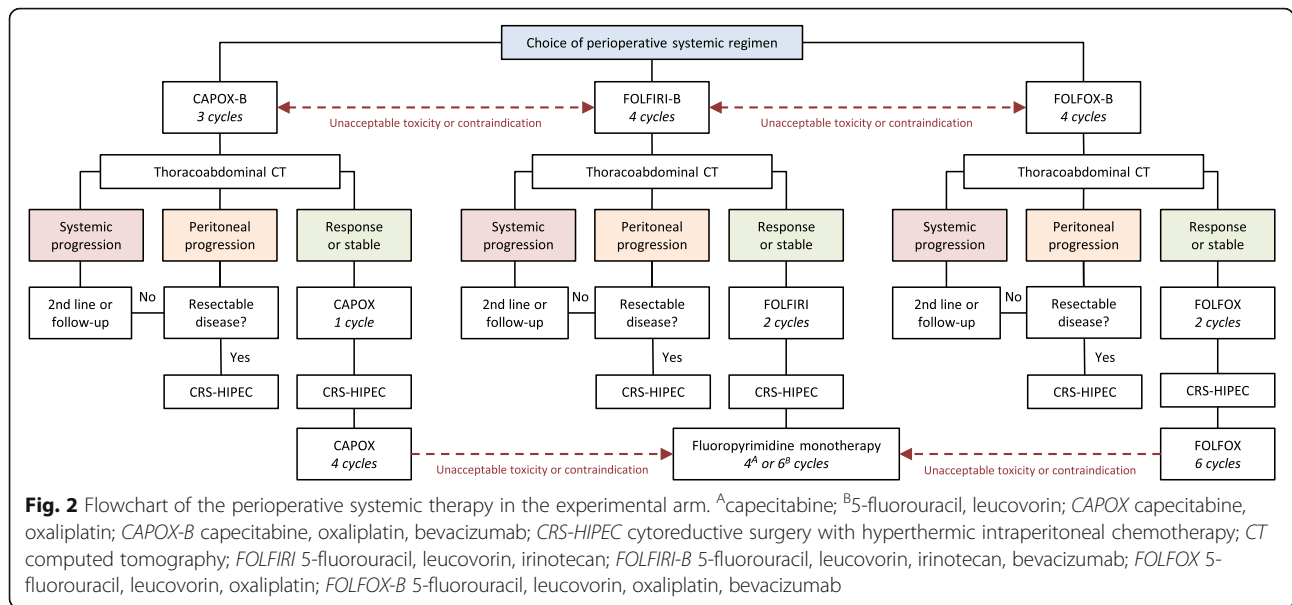 Choice of perioperative systemic regimen
CAPOX-B
3 cycles
Unacceptable toxicity or contraindication
FOLFIRI-B
4 cycles
Unacceptable toxicity or contraindication
FOLFOX-B
4 cycles
Thoracoabdominal CT
Thoracoabdominal CT
Thoracoabdominal CT
Systemic
progression
Peritoneal
progression
Response
or stable
Systemic
progression
Peritoneal
progression
Response
or stable
Systemic
progression
Peritoneal
progression
Response
or stable
2nd line or
follow-up
No
Resectable
disease?
CAPOX
1 cycle
2nd line or
follow-up
No
Resectable
disease?
FOLFIRI
2 cycles
2nd line or
follow-up
No
Resectable
disease?
FOLFOX
2 cycles
Yes
Yes
Yes
CRS-HIPEC
CRS-HIPEC
CRS-HIPEC
CRS-HIPEC
CRS-HIPEC
CRS-HIPEC
CAPOX
4 cycles
Unacceptable toxicity or contraindication
Fluoropyrimidine monotherapy
4^A or 6^B cycles
Unacceptable toxicity or contraindication
FOLFOX
6 cycles
Fig. 2 Flowchart of the perioperative systemic therapy in the experimental arm. ^Acapecitabine; ^B5-fluorouracil, leucovorin; CAPOX capecitabine,
oxaliplatin; CAPOX-B capecitabine, oxaliplatin, bevacizumab; CRS-HIPEC cytoreductive surgery with hyperthermic intraperitoneal chemotherapy; CT
computed tomography; FOLFIRI 5-fluorouracil, leucovorin, irinotecan; FOLFIRI-B 5-fluorouracil, leucovorin, irinotecan, bevacizumab; FOLFOX 5-
fluorouracil, leucovorin, oxaliplatin; FOLFOX-B 5-fluorouracil, leucovorin, oxaliplatin, bevacizumab